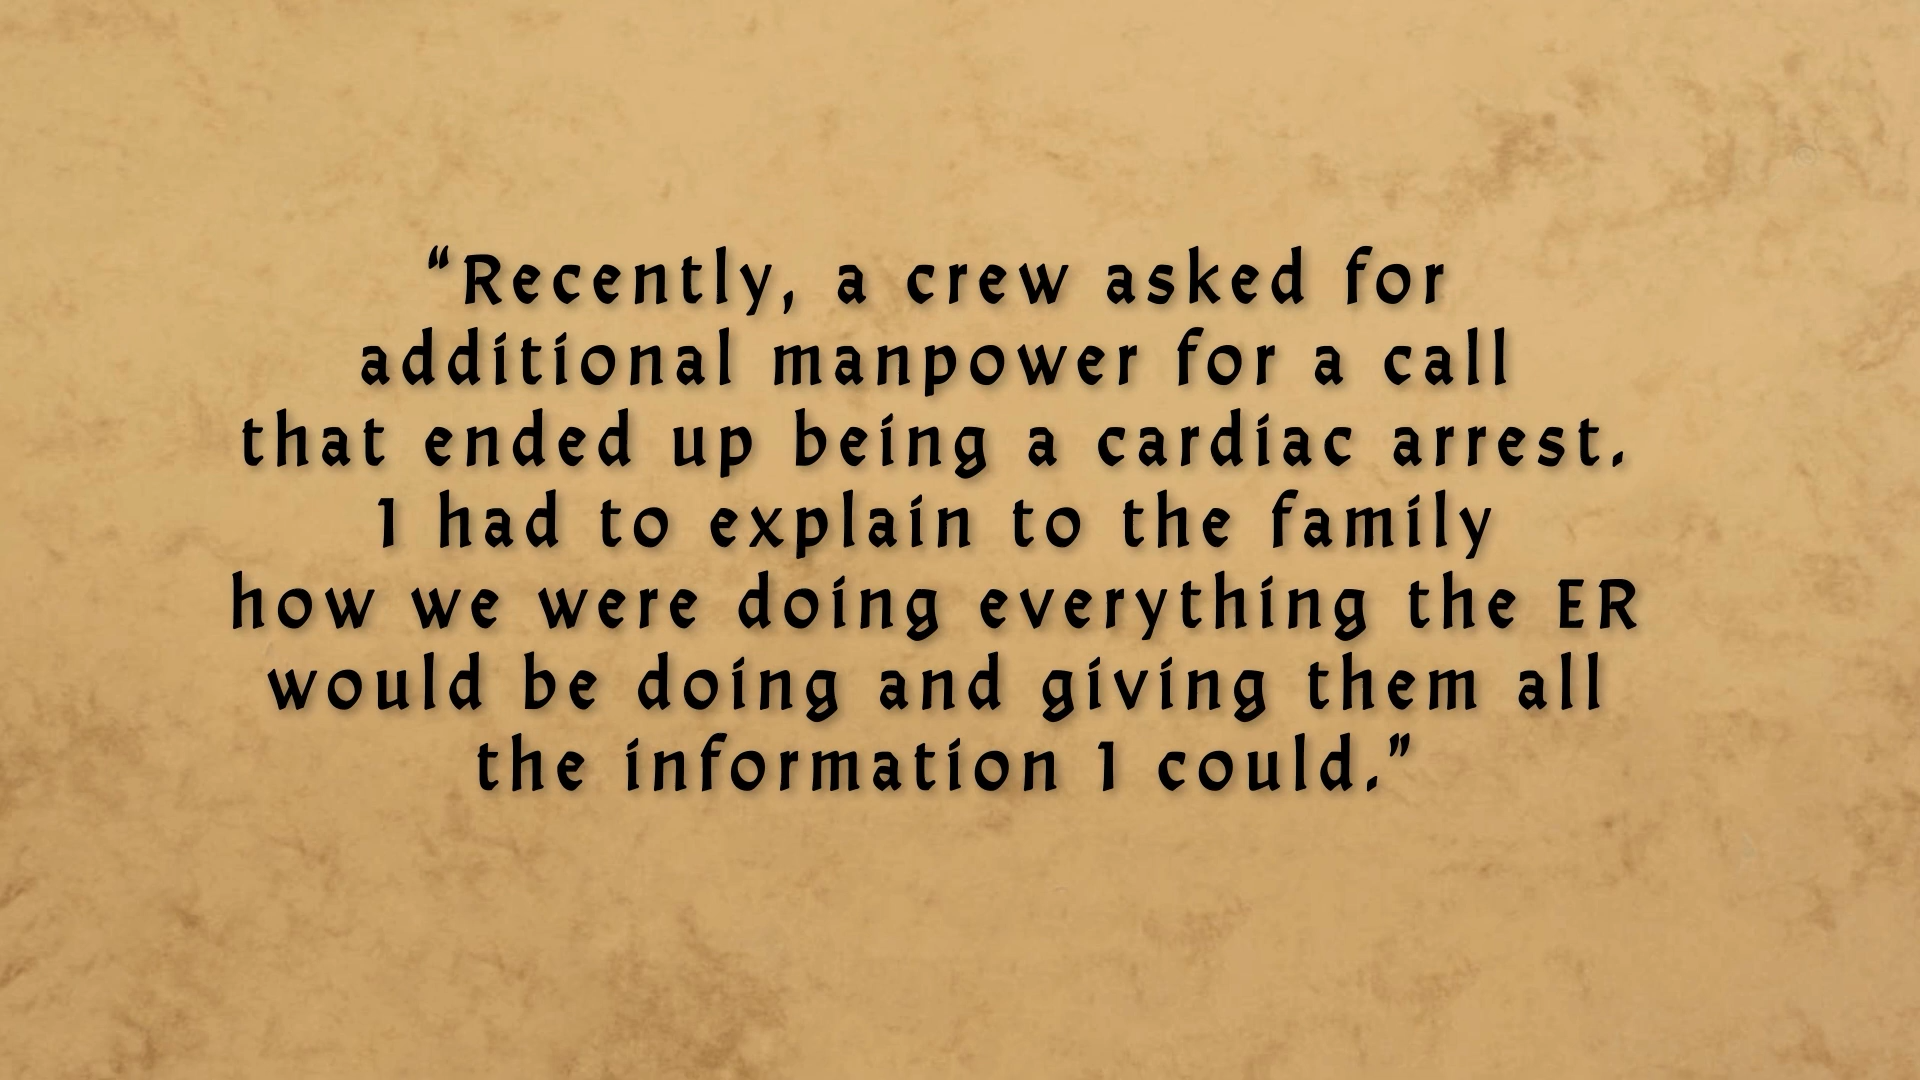 “Recently, a crew asked for
additional manpower for a call
that ended up being a cardiac arrest.
I had to explain to the family
how we were doing everything the ER
would be doing and giving them all
the information I could.”